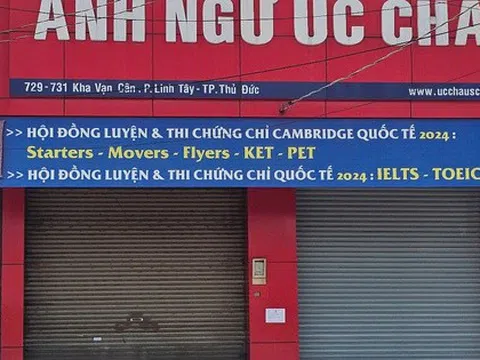 ANH NGỮ ÚC CHÂ
729-731 Kha Vạn Cân . P. Linh Tây - TP. Thủ Đức
www.ucchausc
>> HỘI ĐỒNG LUYỆN & THI CHỨNG CHỈ CAMBRIDGE QUỐC TẾ 2024 :
Starters - Movers - Flyers - KET - PET
>> HỘI ĐỒNG LUYỆN & THI CHỨNG CHỈ QUỐC TẾ 2024 : IELTS - TOEIC